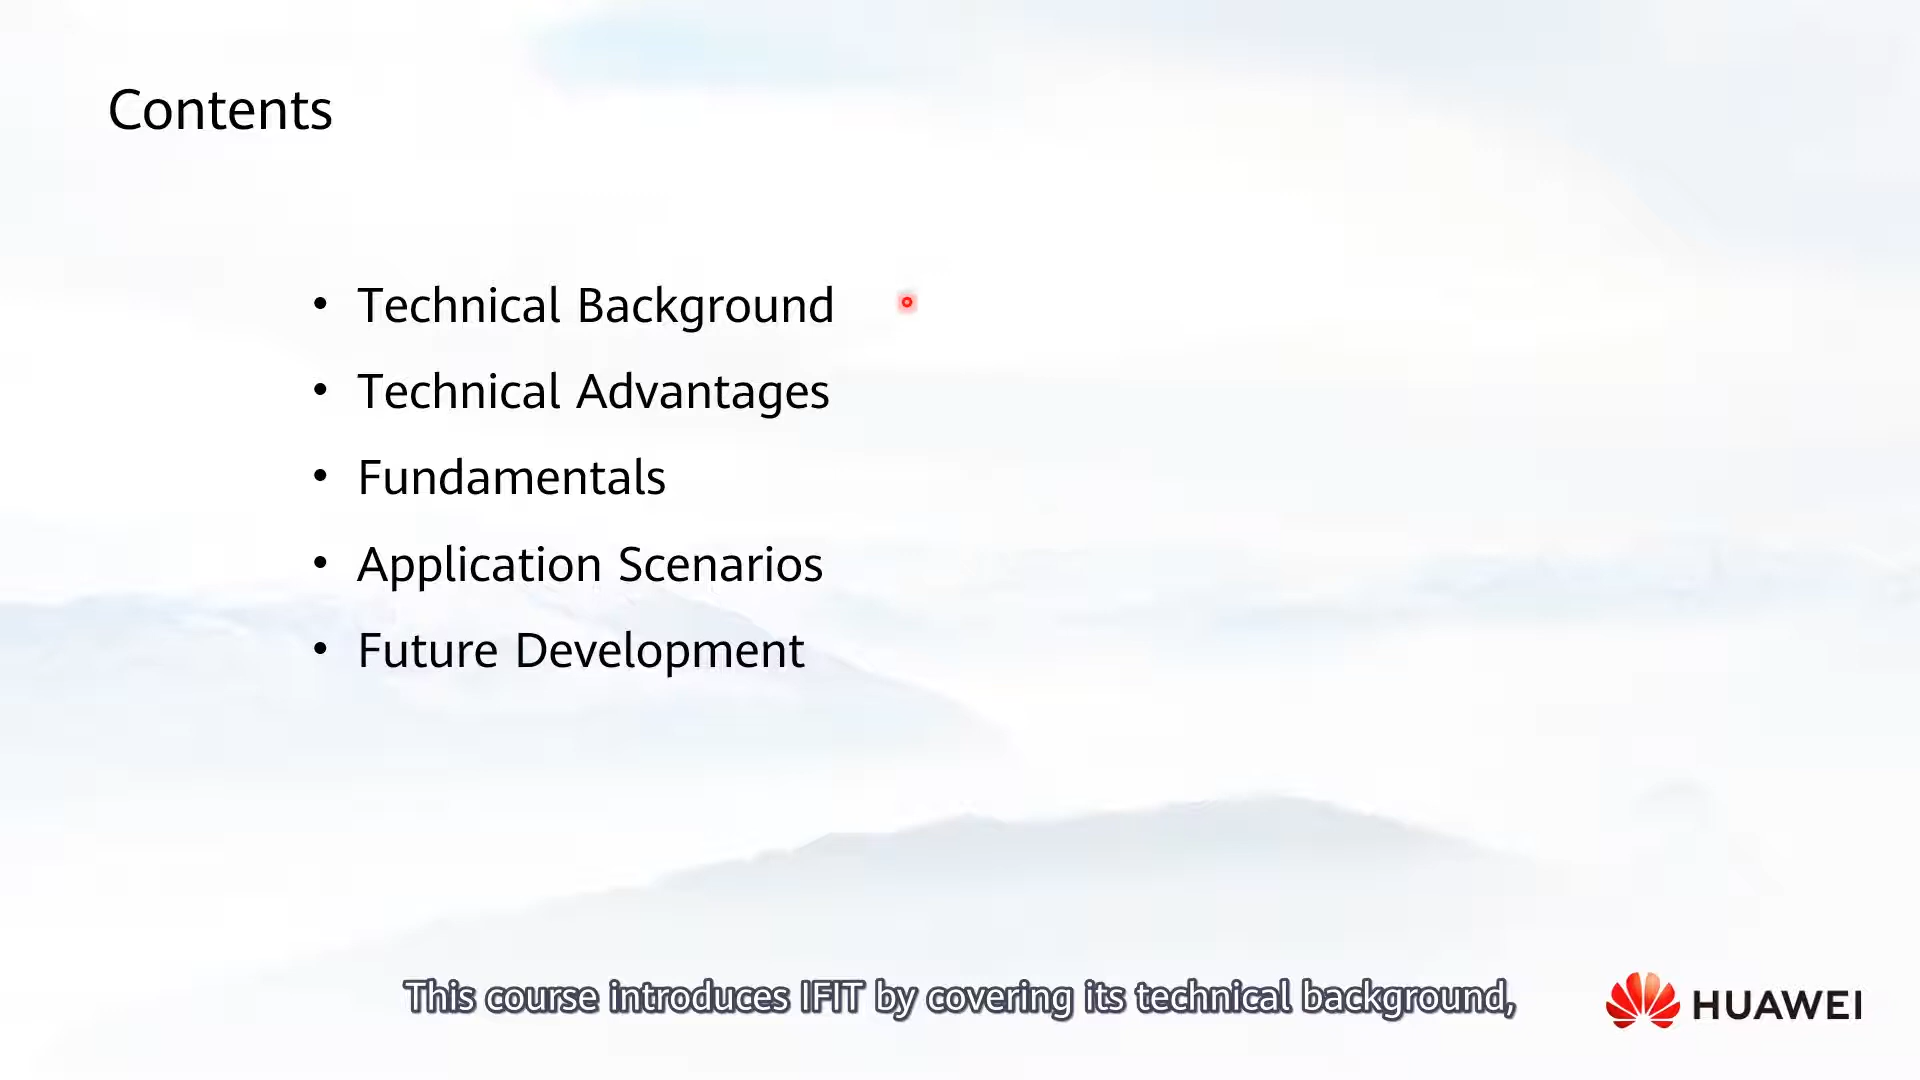 Contents
• Technical Background
• Technical Advantages
• Fundamentals
• Application Scenarios
• Future Development
This course introduces IFIT by covering its technical background,
HUAWEI